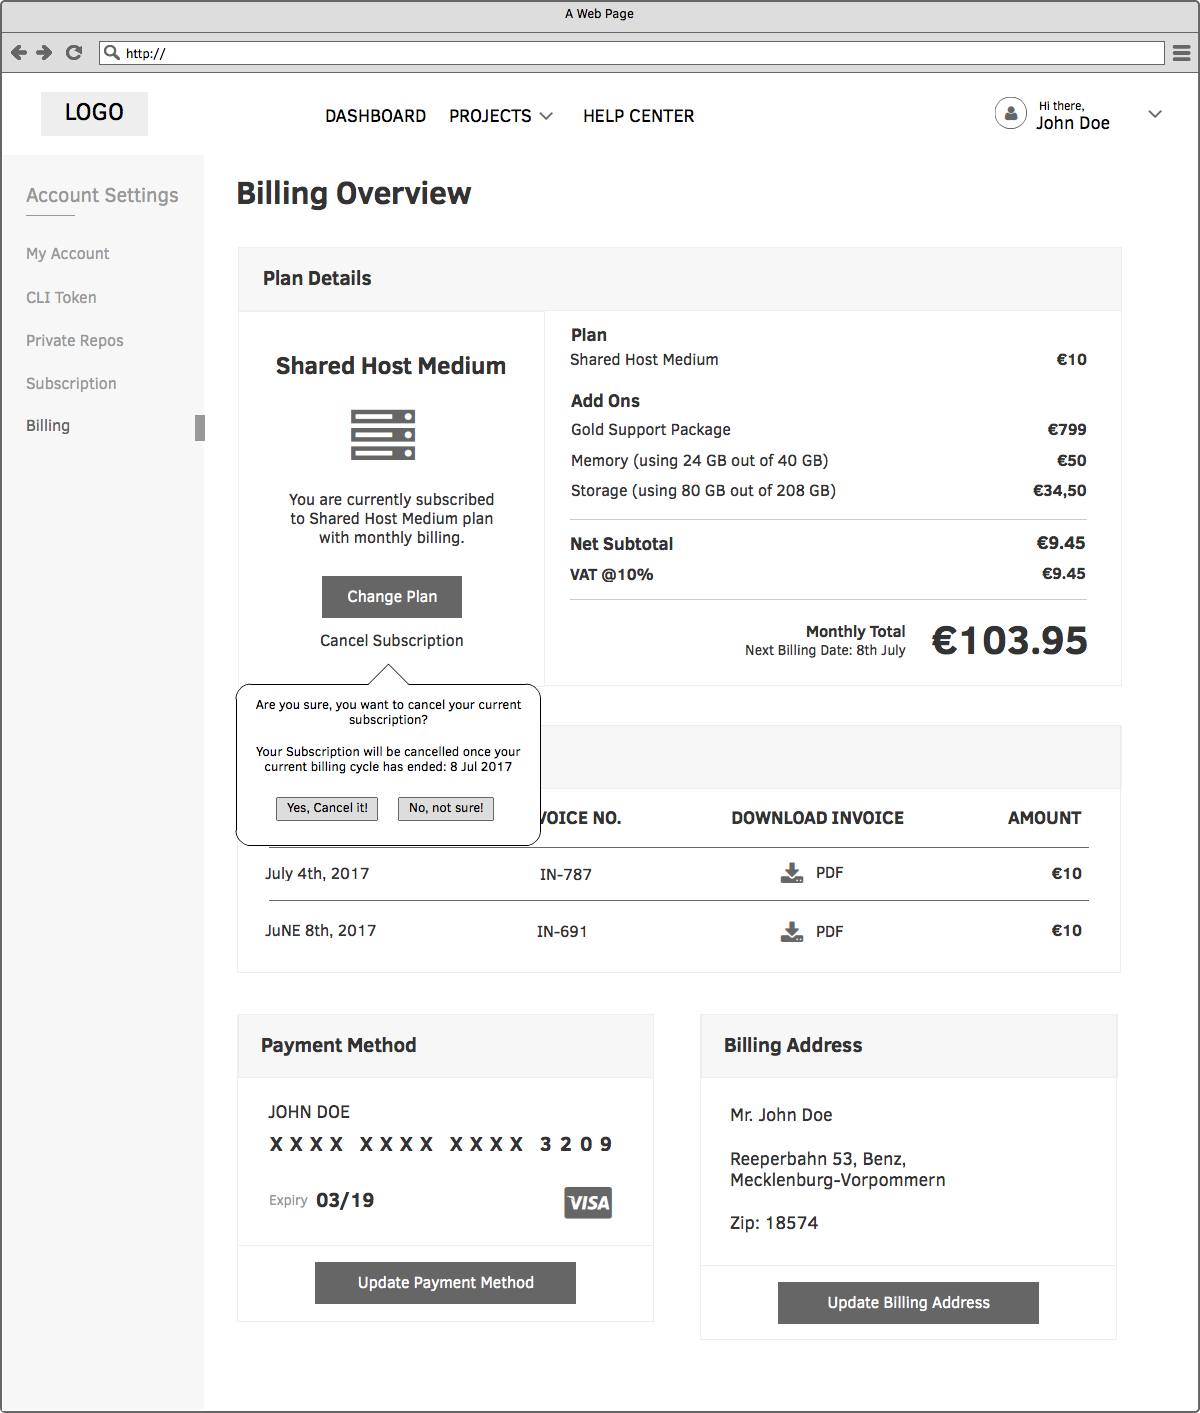 A Web Page
http://
LOGO
DASHBOARD PROJECTS HELP CENTER
Hi there,
John Doe
Account Settings
My Account
CLI Token
Private Repos
Subscription
Billing
Billing Overview
Plan Details
Shared Host Medium
You are currently subscribed
to Shared Host Medium plan
with monthly billing.
Change Plan
Cancel Subscription
Plan
Shared Host Medium €10
Add Ons
Gold Support Package €799
Memory (using 24 GB out of 40 GB) €50
Storage (using 80 GB out of 208 GB) €34,50
Net Subtotal €9.45
VAT @10% €9.45
Monthly Total
Next Billing Date: 8th July
€103.95
Are you sure, you want to cancel your current
subscription?
Your Subscription will be cancelled once your
current billing cycle has ended: 8 Jul 2017
Yes, Cancel it! No, not sure!
VOICE NO. DOWNLOAD INVOICE AMOUNT
July 4th, 2017 IN-787 PDF €10
JuNE 8th, 2017 IN-691 PDF €10
Payment Method
JOHN DOE
XXXX XXXX XXXX 3209
Expiry 03/19
VISA
Update Payment Method
Billing Address
Mr. John Doe
Reeperbahn 53, Benz,
Mecklenburg-Vorpommern
Zip: 18574
Update Billing Address